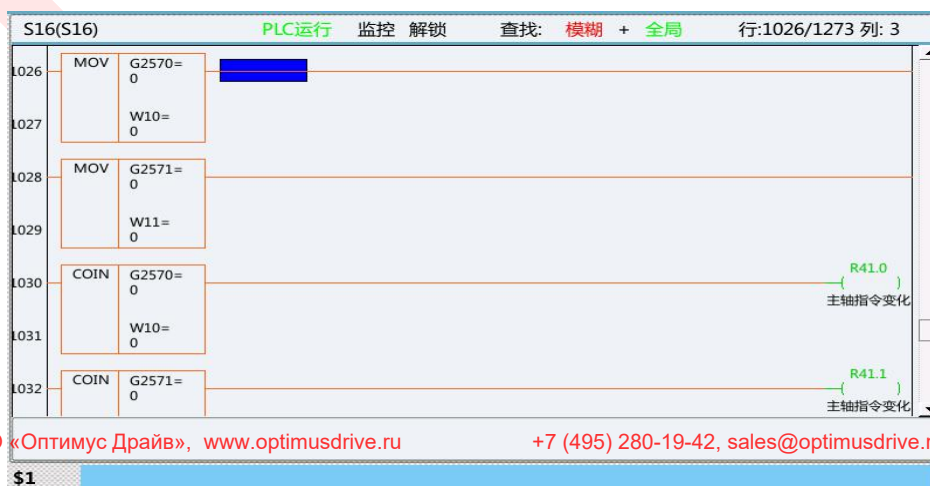 S16(S16) PLC运行 监控 解锁 查找: 模糊 + 全局 行:1026/1273 列: 3
1026 MOV G2570=
0
1027 W10=
0
1028 MOV G2571=
0
1029 W11=
0
1030 COIN G2570= R41.0
0 ( )
主轴指令变化
1031 W10=
0
1032 COIN G2571= R41.1
0 ( )
主轴指令变化
«Оптимус Драйв», www.optimusdrive.ru +7 (495) 280-19-42, sales@optimusdrive.r
$1